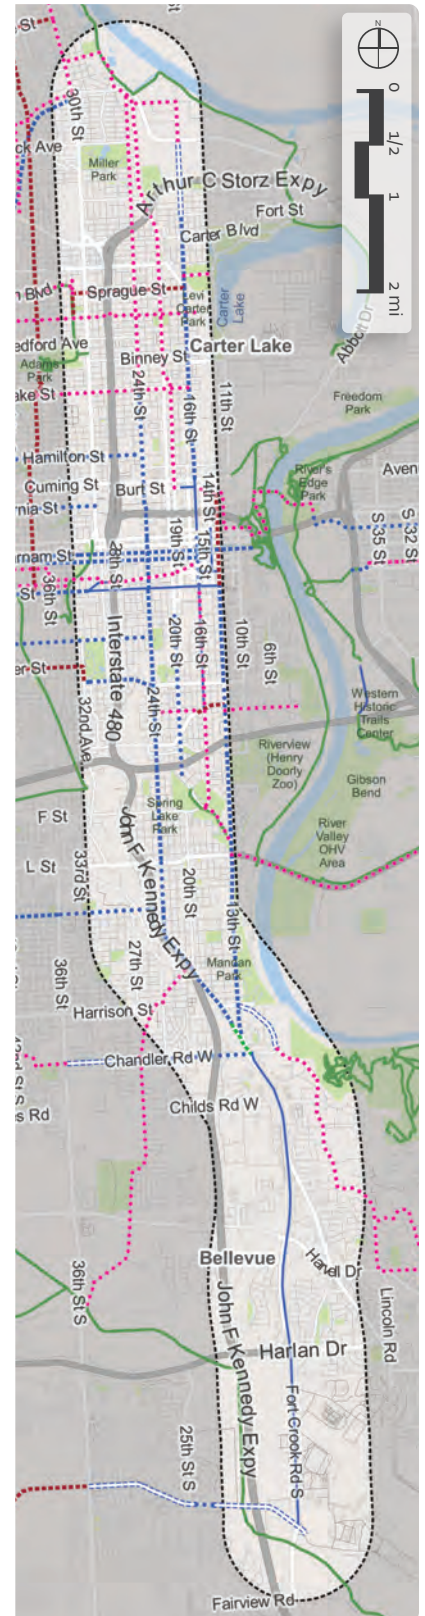 St
N
0
1/2
1
2 mi
30th St
ck Ave
Miller
Park
Arthur C Storz Expy
Fort St
Carter Blvd
n Blvd
Sprague St
Levi
Carter
Park
Carter
Lake
Abbott Dr
edford Ave
Carter Lake
Adams
Park
Binney St
ake St
24th St
16th St
11th St
Freedom
Park
Hamilton St
Cuming St
Burt St
River's
Edge
Park
Aven
rnia St
14th St
S 35 St
S 32 St
rnam St
28th St
19th St
15th St
St
36th St
Interstate 480
20th St
16th St
10th St
6th St
er St
32nd Ave
24th St
Western
Historic
Trails
Center
Riverview
(Henry
Doorly
Zoo)
Gibson
Bend
F St
Spring
Lake
Park
River
Valley
OHV
Area
John F Kennedy Expy
L St
33rd St
20th St
13th St
36th St
27th St
Mandan
Park
Harrison St
Chandler Rd W
s Rd
Childs Rd W
Bellevue
Harvell Dr
36th St S
Lincoln Rd
John F Kennedy Expy
Harlan Dr
Fort Crook Rd S
25th St S
Fairview Rd